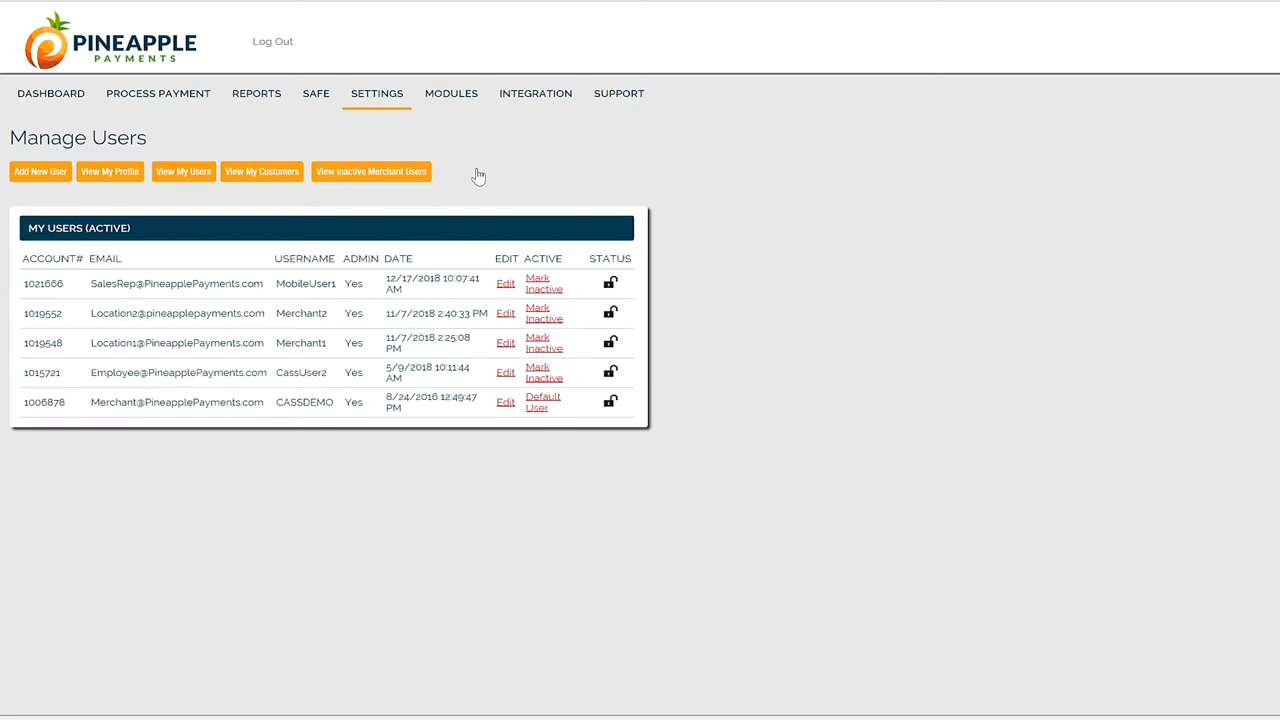 PINEAPPLE
PAYMENTS
Log Out
DASHBOARD PROCESS PAYMENT REPORTS SAFE SETTINGS MODULES INTEGRATION SUPPORT
Manage Users
Add New User View My Profile View My Users View My Customers View Inactive Merchant Users
MY USERS (ACTIVE)
ACCOUNT# EMAIL USERNAME ADMIN DATE EDIT ACTIVE STATUS
1021666 SalesRep@PineapplePayments.com MobileUser1 Yes 12/17/2018 10:07:41 AM Edit Mark Inactive
1019552 Location2@pineapplepayments.com Merchant2 Yes 11/7/2018 2:40:33 PM Edit Mark Inactive
1019548 Location1@PineapplePayments.com Merchant1 Yes 11/7/2018 2:25:08 PM Edit Mark Inactive
1015721 Employee@PineapplePayments.com CassUser2 Yes 5/9/2018 10:11:44 AM Edit Mark Inactive
1006878 Merchant@PineapplePayments.com CASSDEMO Yes 8/24/2016 12:49:47 PM Edit Default User